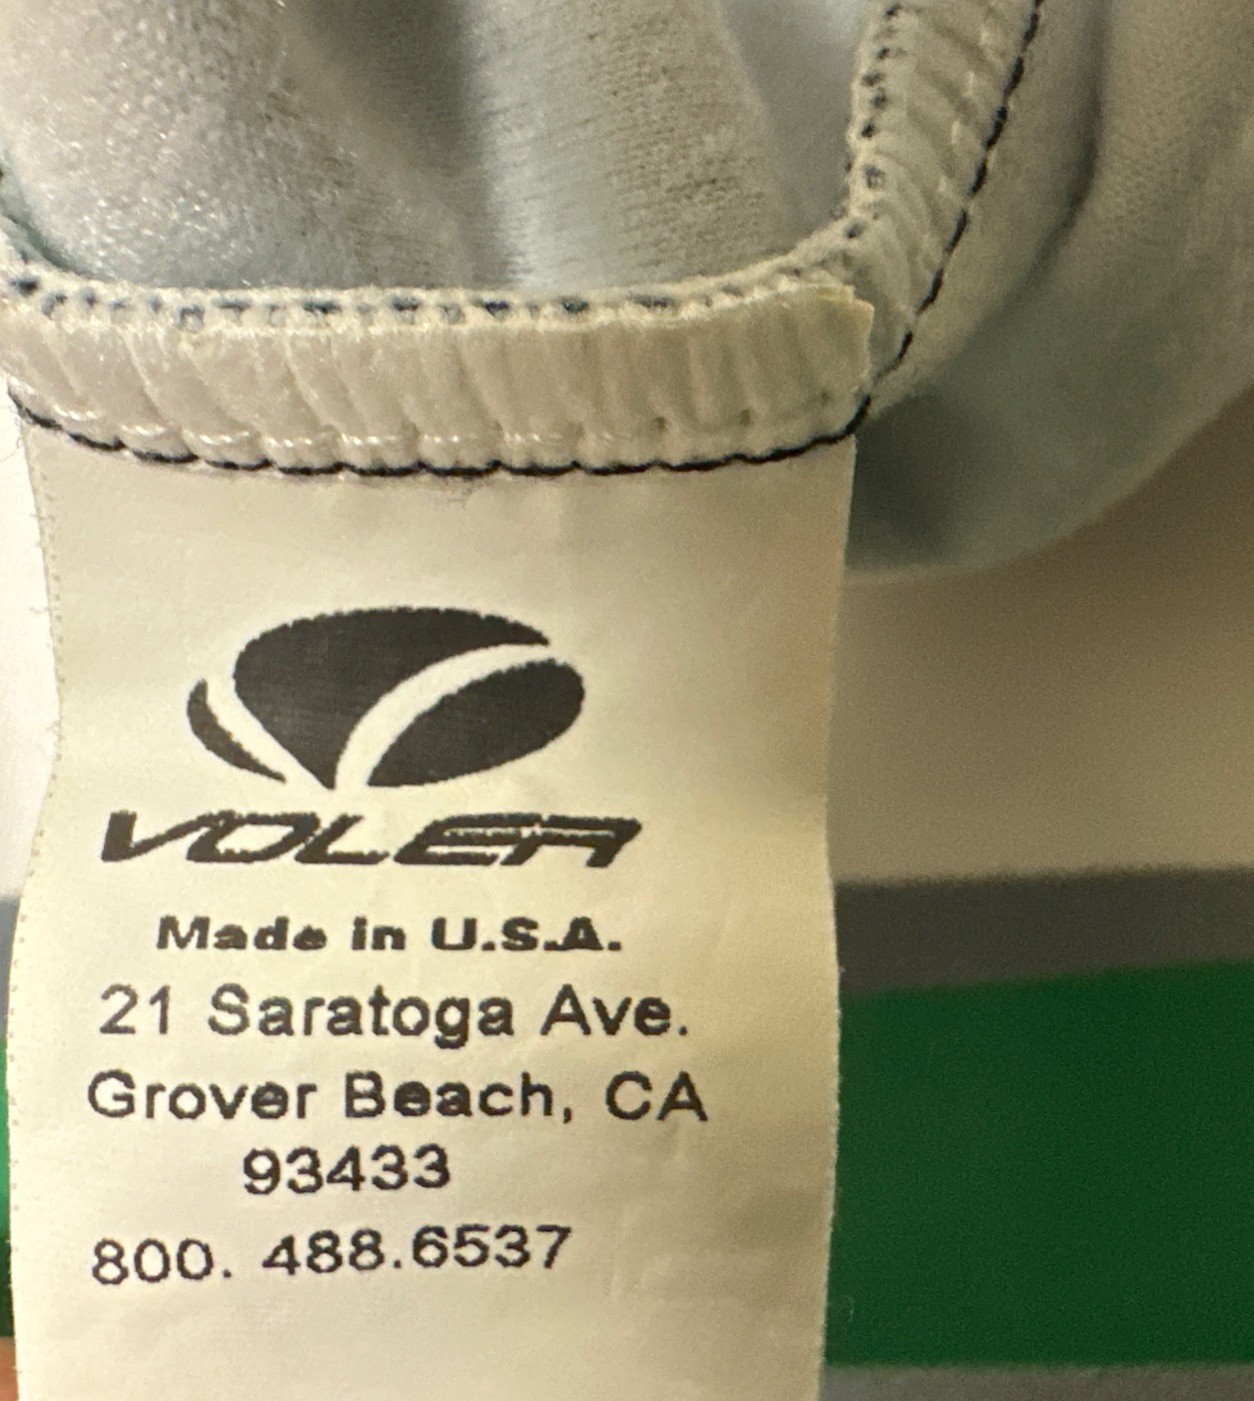 VOLER
Made in U.S.A.
21 Saratoga Ave.
Grover Beach, CA
93433
800. 488.6537